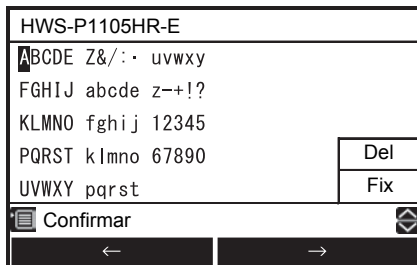 HWS-P1105HR-E
ABCDE Z&/:・ uvwxy
FGHIJ abcde z-+!?
KLMNO fghij 12345
PQRST klmno 67890
Del
UVWXY pqrst
Fix
Confirmar
← →